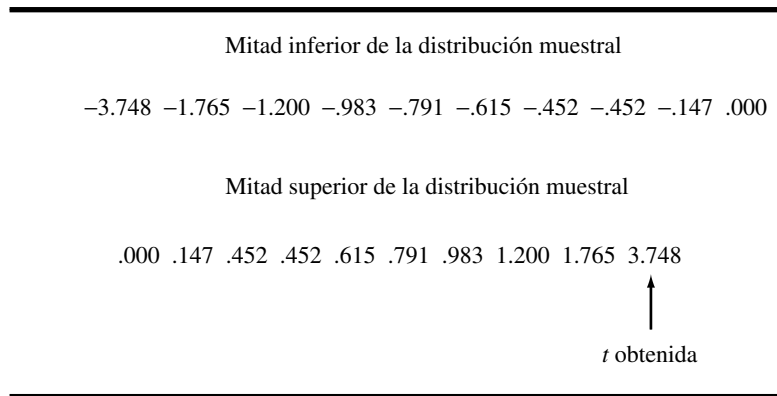 Mitad inferior de la distribución muestral
−3.748 −1.765 −1.200 −.983 −.791 −.615 −.452 −.452 −.147 .000
Mitad superior de la distribución muestral
.000 .147 .452 .452 .615 .791 .983 1.200 1.765 3.748
t obtenida